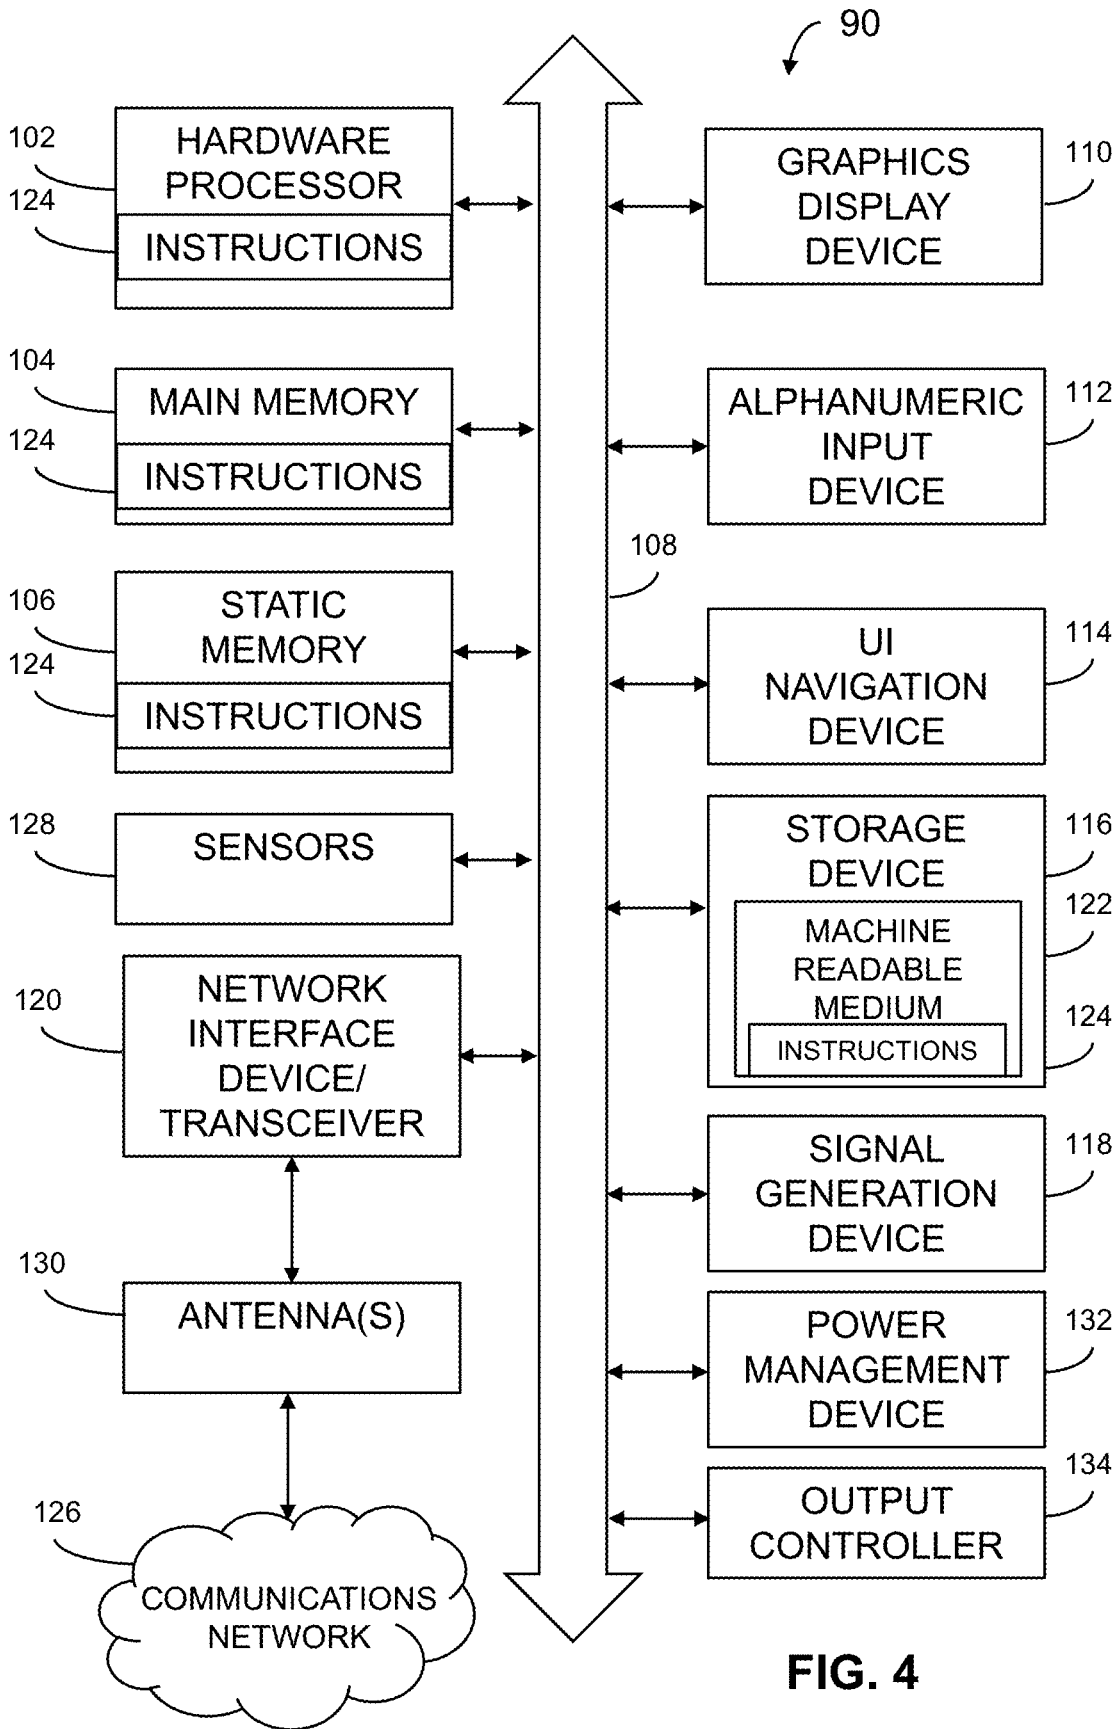 90
102
HARDWARE
PROCESSOR
124
INSTRUCTIONS
104
MAIN MEMORY
124
INSTRUCTIONS
106
STATIC
MEMORY
124
INSTRUCTIONS
128
SENSORS
120
NETWORK
INTERFACE
DEVICE/
TRANSCEIVER
130
ANTENNA(S)
126
COMMUNICATIONS
NETWORK
108
GRAPHICS
DISPLAY
DEVICE
110
ALPHANUMERIC
INPUT
DEVICE
112
UI
NAVIGATION
DEVICE
114
STORAGE
DEVICE
116
MACHINE
READABLE
MEDIUM
122
INSTRUCTIONS
124
SIGNAL
GENERATION
DEVICE
118
POWER
MANAGEMENT
DEVICE
132
OUTPUT
CONTROLLER
134
FIG. 4